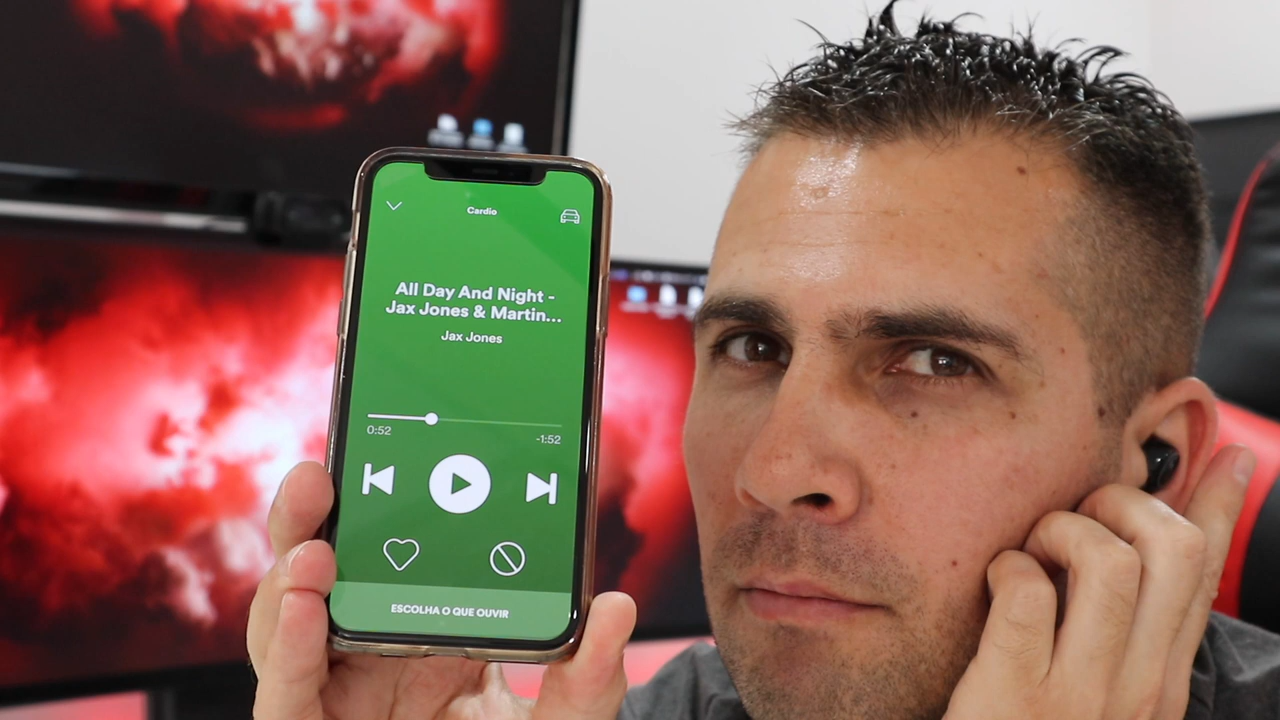 Cardio
All Day And Night -
Jax Jones & Martin...
Jax Jones
0:52
-1:52
ESCOLHA O QUE OUVIR